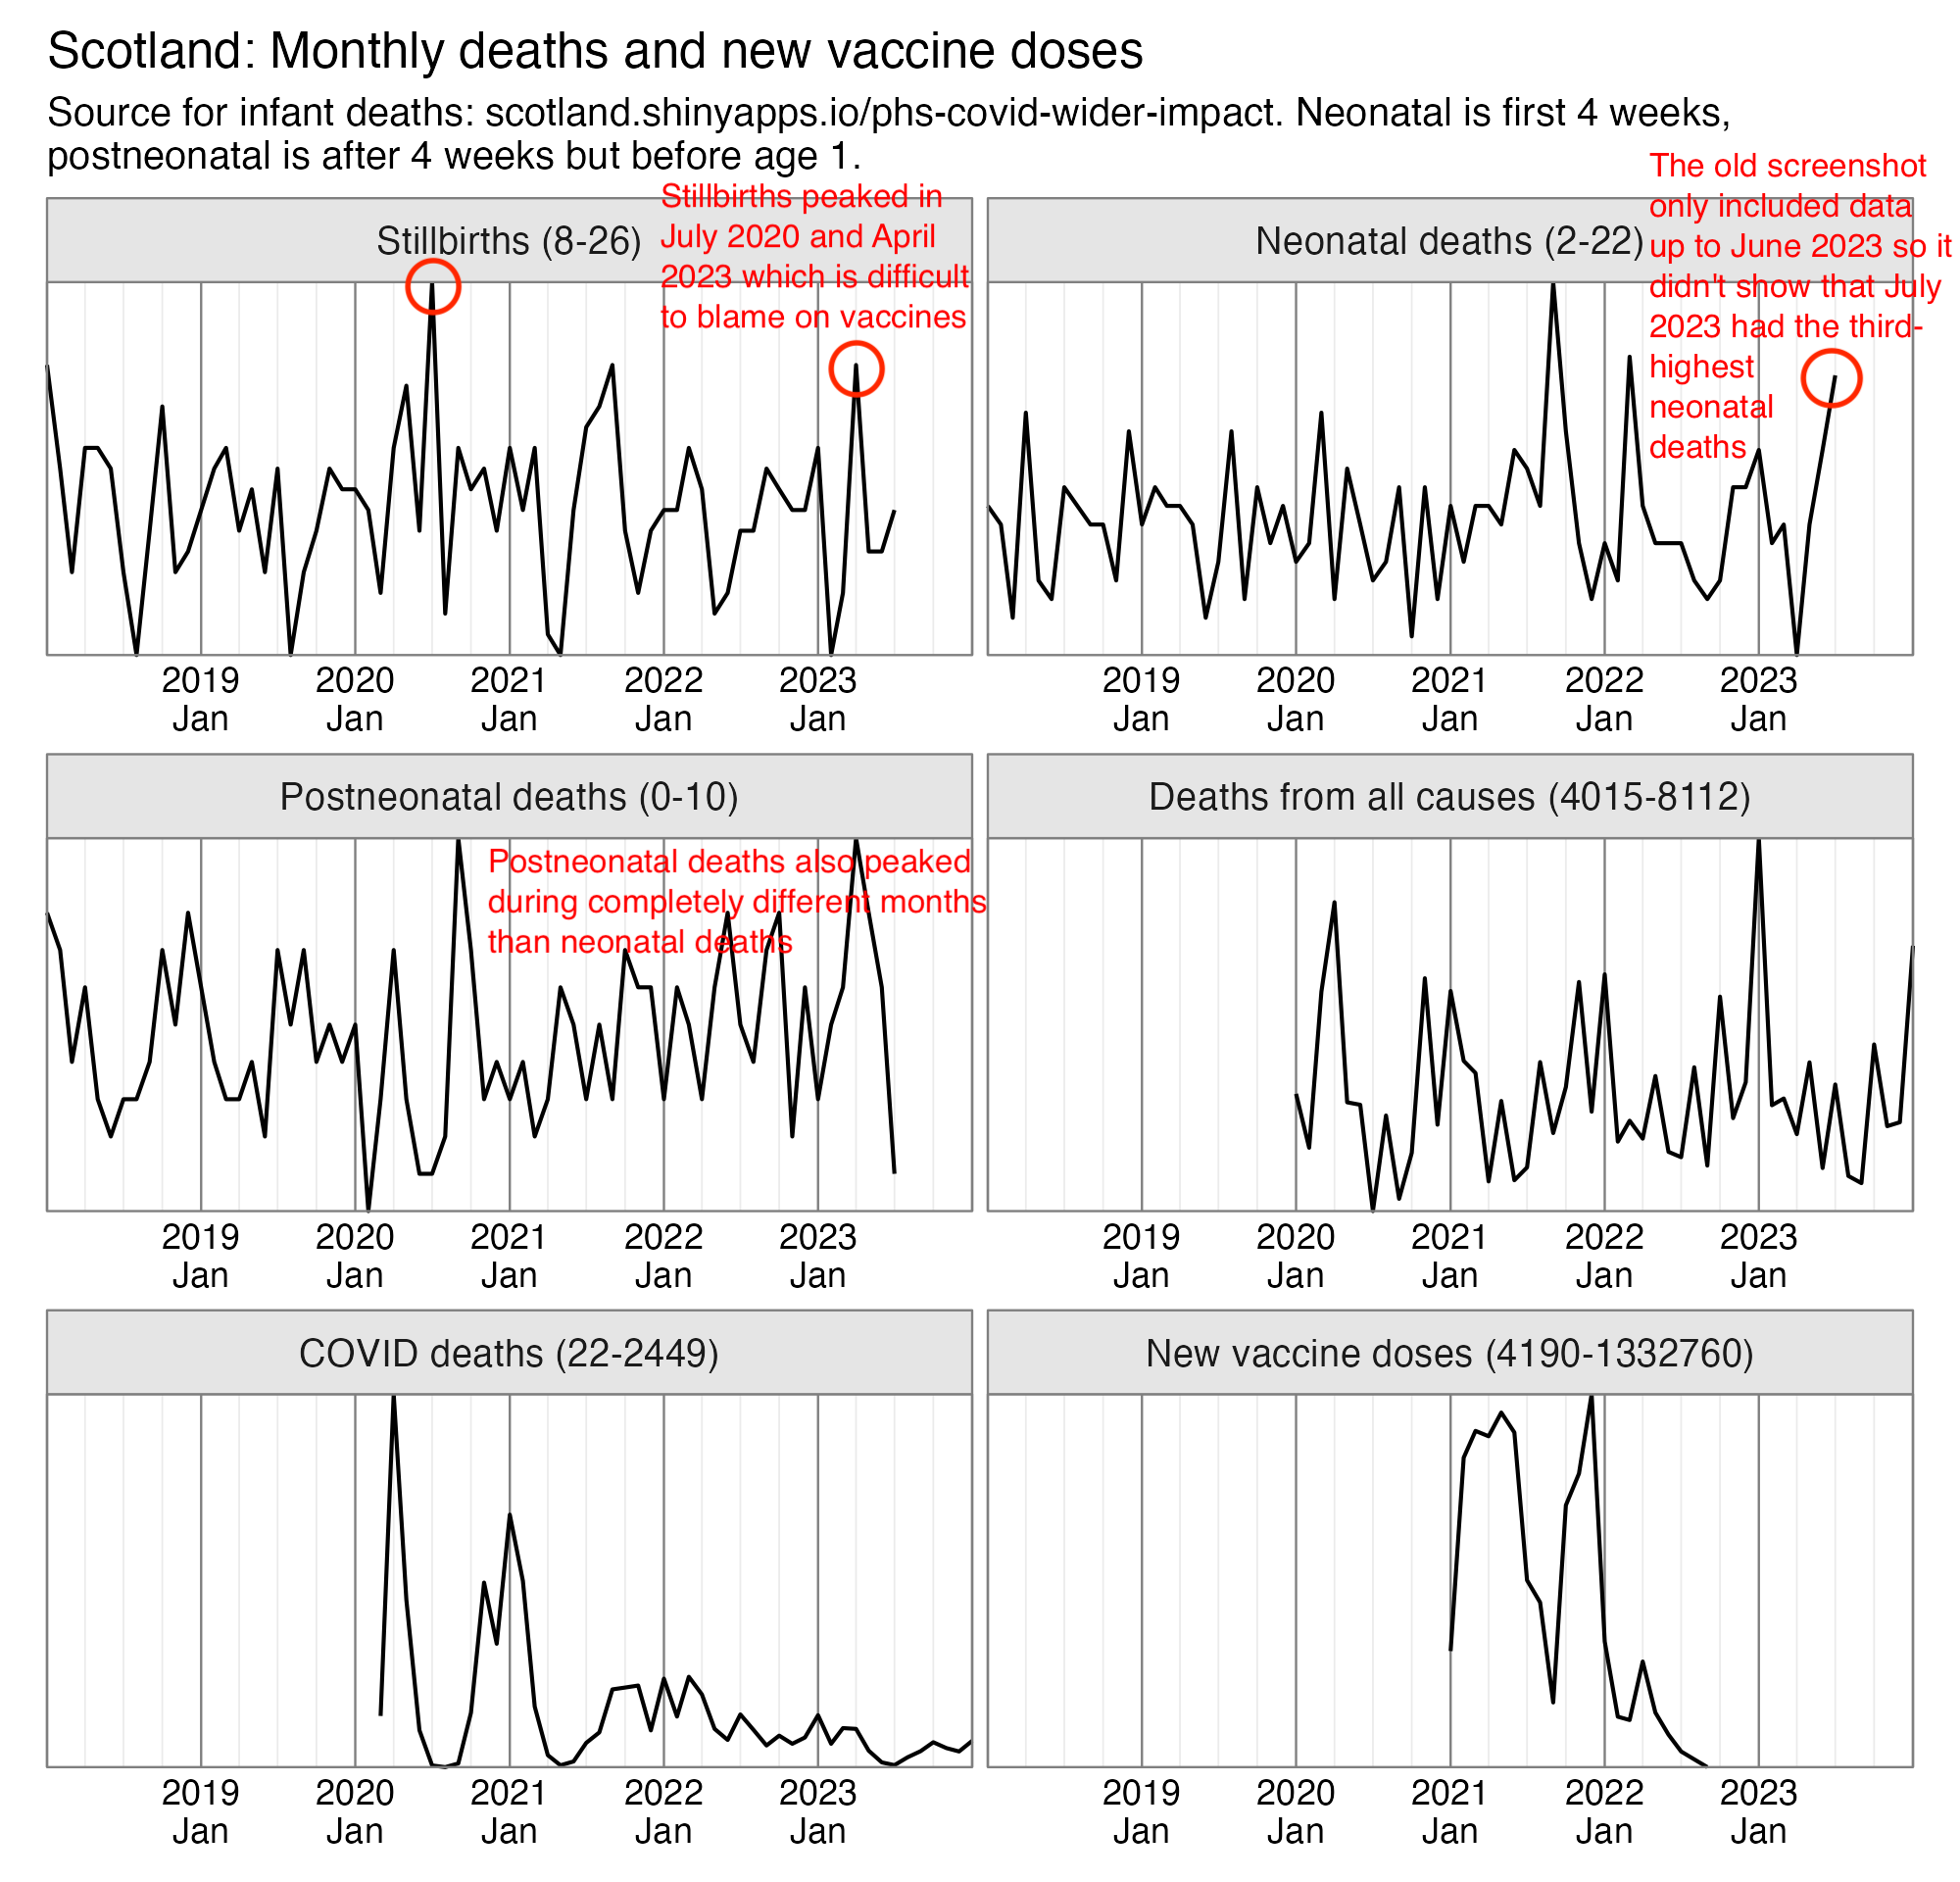 Scotland: Monthly deaths and new vaccine doses
Source for infant deaths: scotland.shinyapps.io/phs-covid-wider-impact. Neonatal is first 4 weeks,
postneonatal is after 4 weeks but before age 1.
Stillbirths (8-26)
Stillbirths peaked in
July 2020 and April
2023 which is difficult
to blame on vaccines
Neonatal deaths (2-22)
The old screenshot
only included data
up to June 2023 so it
didn't show that July
2023 had the third-
highest
neonatal
deaths
2019 2020 2021 2022 2023
Jan Jan Jan Jan Jan
2019 2020 2021 2022 2023
Jan Jan Jan Jan Jan
Postneonatal deaths (0-10)
Postneonatal deaths also peaked
during completely different months
than neonatal deaths
Deaths from all causes (4015-8112)
2019 2020 2021 2022 2023
Jan Jan Jan Jan Jan
2019 2020 2021 2022 2023
Jan Jan Jan Jan Jan
COVID deaths (22-2449)
New vaccine doses (4190-1332760)
2019 2020 2021 2022 2023
Jan Jan Jan Jan Jan
2019 2020 2021 2022 2023
Jan Jan Jan Jan Jan